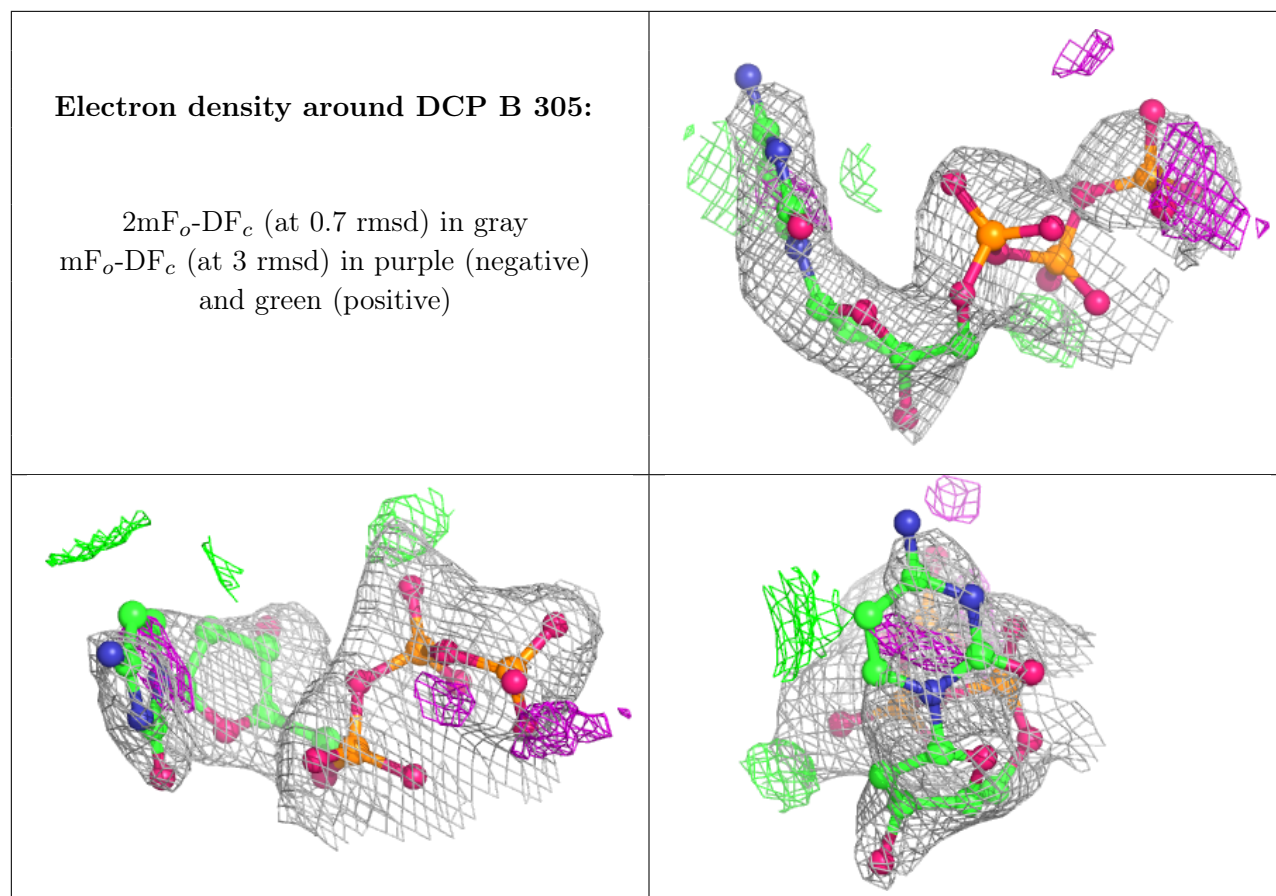 Electron density around DCP B 305:
2mFo-DFc (at 0.7 rmsd) in gray
mFo-DFc (at 3 rmsd) in purple (negative)
and green (positive)